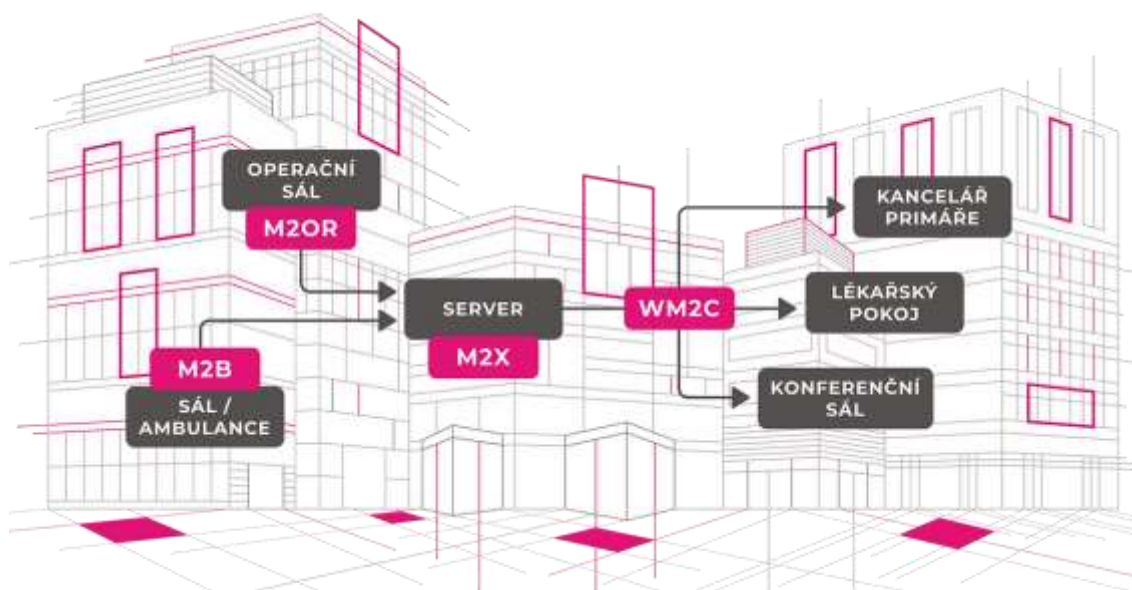 OPERAČNÍ
SÁL
M2OR
M2B
SÁL /
AMBULANCE
SERVER
M2X
WM2C
KANCELÁŘ
PRIMÁŘE
LÉKAŘSKÝ
POKOJ
KONFERENČNÍ
SÁL